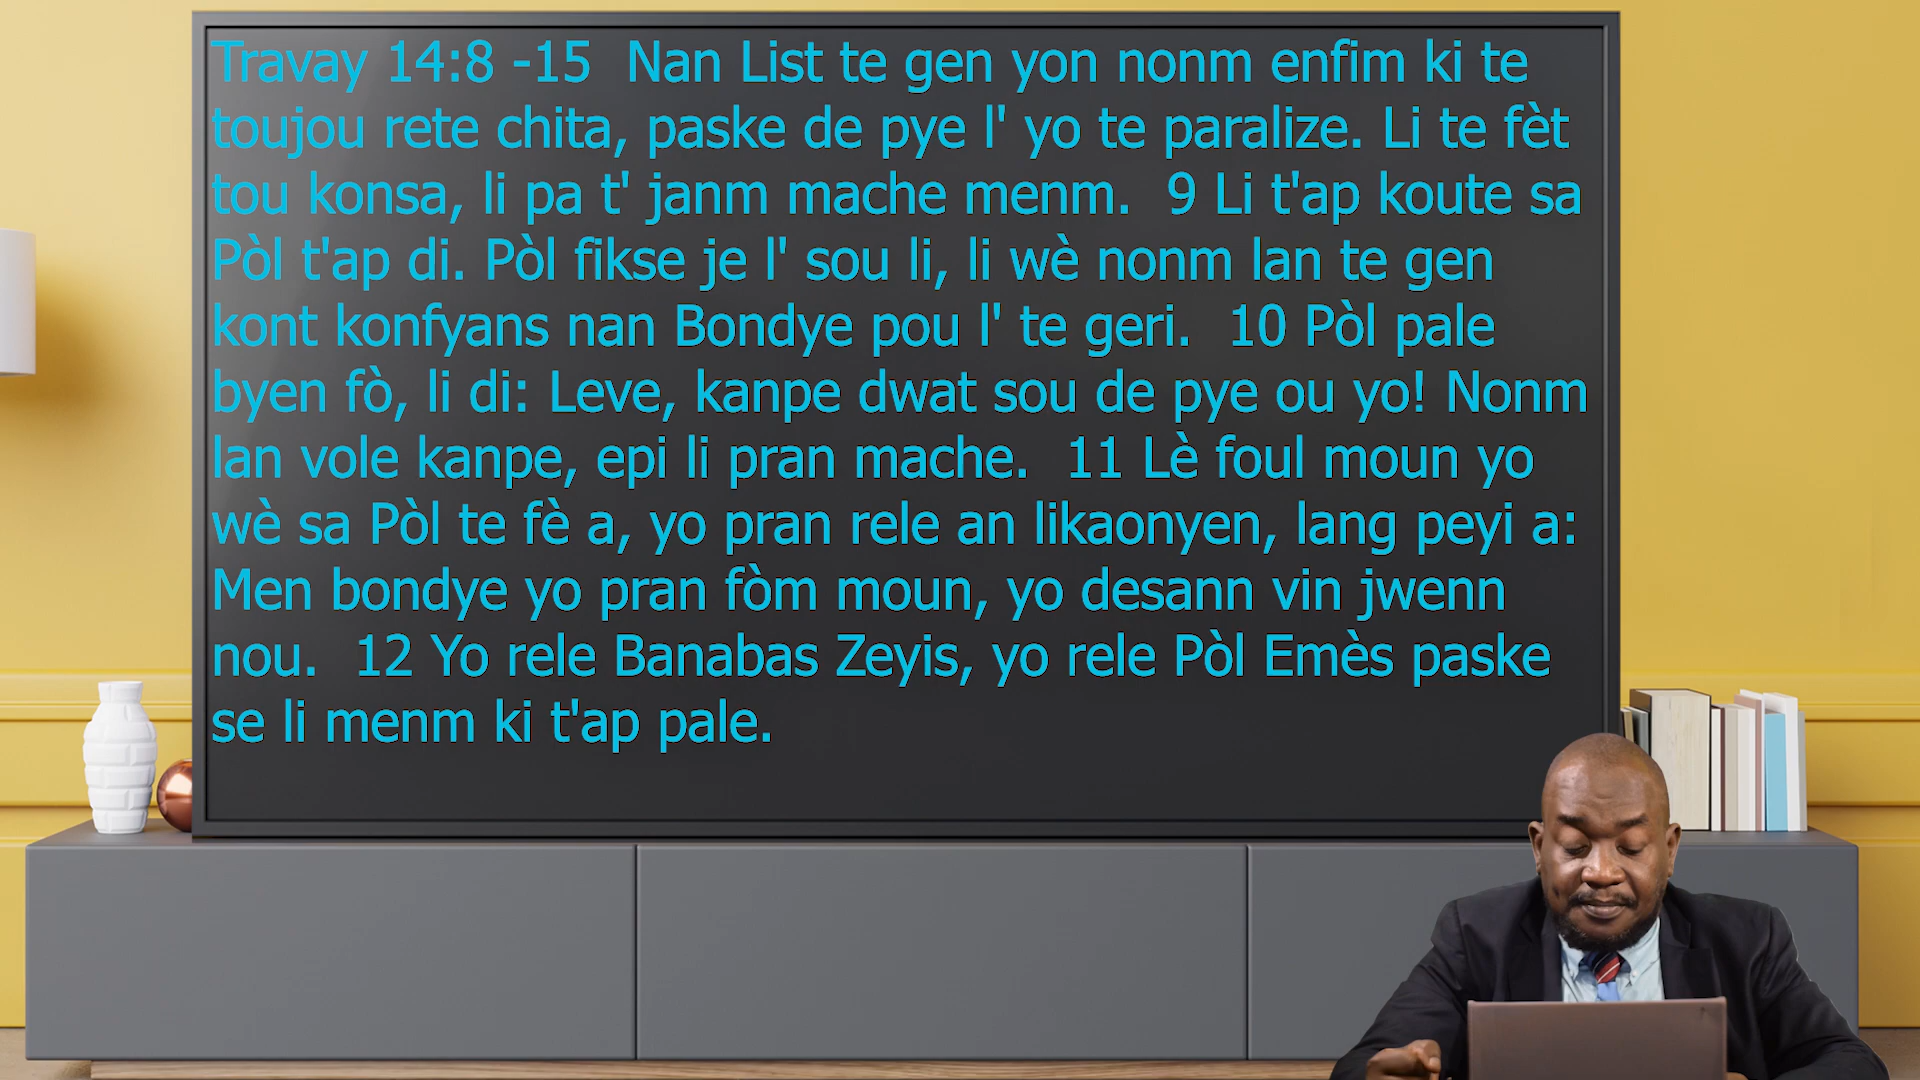 Travay 14:8 -15  Nan List te gen yon nonm enfim ki te
toujou rete chita, paske de pye l' yo te paralize. Li te fèt
tou konsa, li pa t' janm mache menm.  9 Li t'ap koute sa
Pòl t'ap di. Pòl fikse je l' sou li, li wè nonm lan te gen
kont konfyans nan Bondye pou l' te geri.  10 Pòl pale
byen fò, li di: Leve, kanpe dwat sou de pye ou yo! Nonm
lan vole kanpe, epi li pran mache.  11 Lè foul moun yo
wè sa Pòl te fè a, yo pran rele an likaonyen, lang peyi a:
Men bondye yo pran fòm moun, yo desann vin jwenn
nou.  12 Yo rele Banabas Zeyis, yo rele Pòl Emès paske
se li menm ki t'ap pale.